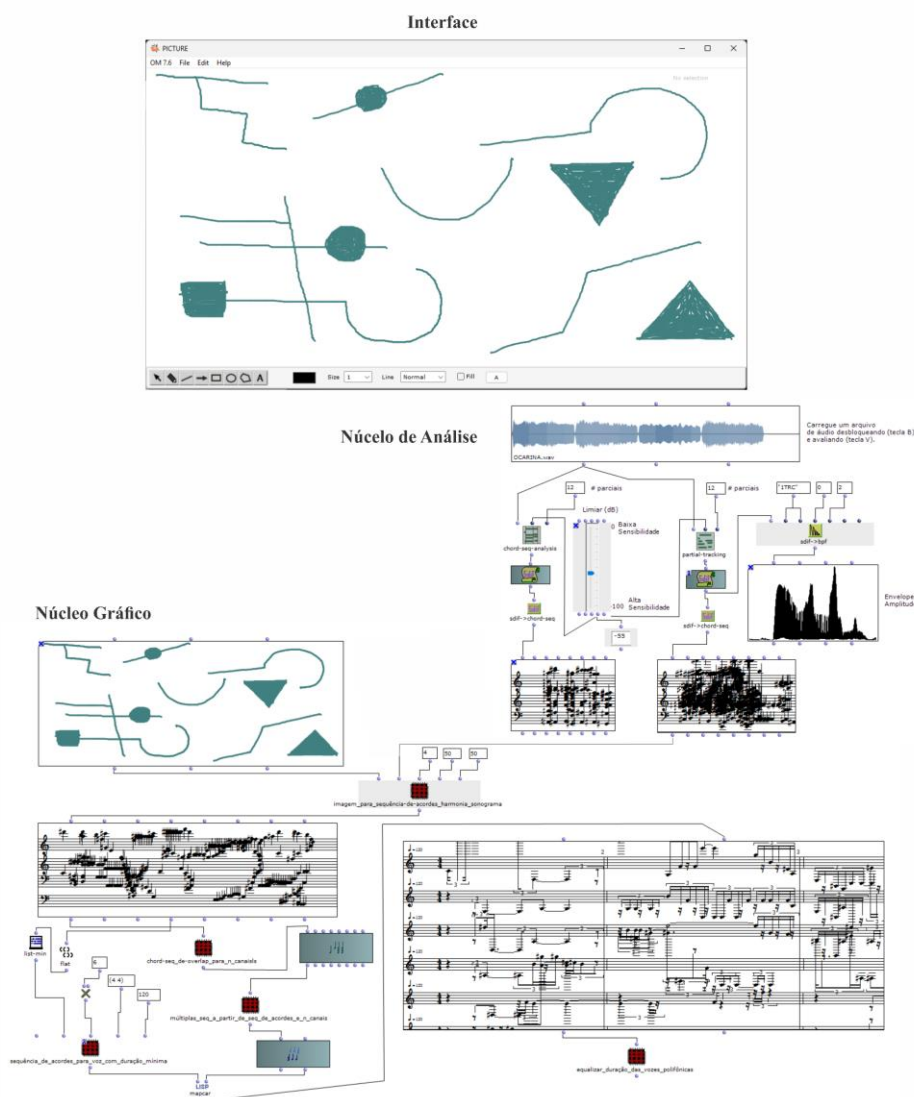 Interface
PICTURE
OM 7.6 File Edit Help
No selection
Size 1 Line Normal Fill A
Núcelo de Análise
OCARINA.wav
Carregue um arquivo
de áudio desbloqueando (tecla B)
e avaliando (tecla V).
12 # parciais
12 # parciais
"1TRC" 0 2
Limiar (dB)
0 Baixa
Sensibilidade
chord-seq-analysis
partial-tracking
sdif->bpf
-100 Alta
Sensibilidade
sdif->chord-seq
sdif->chord-seq
-55
Envelope
Amplitud
Núcleo Gráfico
4 50 50
imagem_para_sequência-de-acordes_harmonia_sonograma
list-min
flat
6
(4 4)
120
chord-seq_de-overlap_para_n_canaisls
múltiplas_seq_a_partir_de_seq_de_acordes_e_n_canais
sequência_de_acordes_para_voz_com_duração_mínima
LISP
mapcar
equalizar_duração_das_vozes_polifônicas